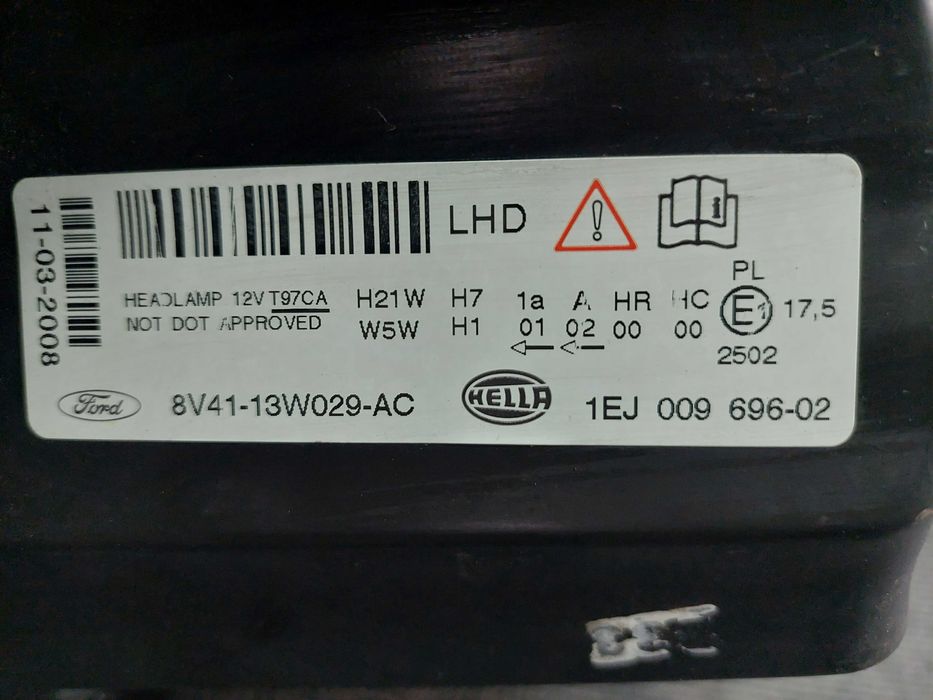 11-03-2008
LHD
HEADLAMP 12V T97CA
NOT DOT APPROVED
H21W H7 1a A HR HC
W5W H1 01 02 00 00
PL
E1 17,5
2502
Ford 8V41-13W029-AC HELLA 1EJ 009 696-02